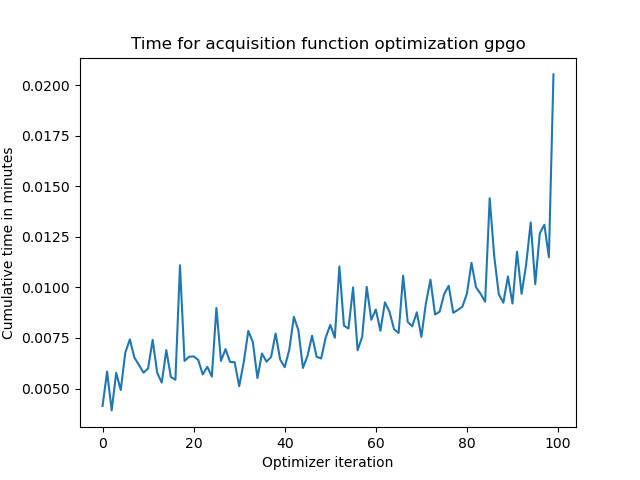 Time for acquisition function optimization gpgo
Cumulative time in minutes
0.0200
0.0175
0.0150
0.0125
0.0100
0.0075
0.0050
0 20 40 60 80 100
Optimizer iteration